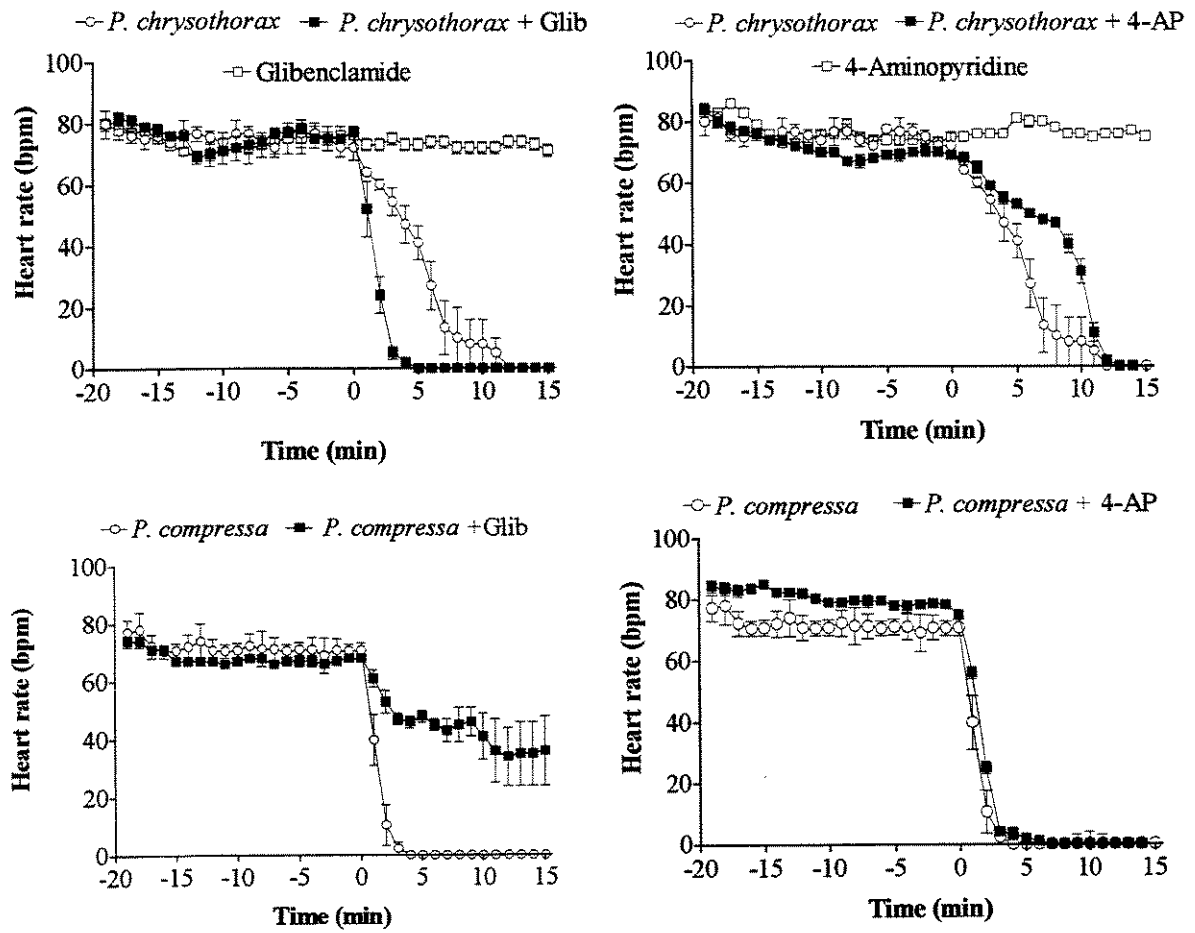 P. chrysothorax P. chrysothorax + Glib
Glibenclamide
Heart rate (bpm)
100
80
60
40
20
0
-20 -15 -10 -5 0 5 10 15
Time (min)
P. chrysothorax P. chrysothorax + 4-AP
4-Aminopyridine
Heart rate (bpm)
100
80
60
40
20
0
-20 -15 -10 -5 0 5 10 15
Time (min)
P. compressa P. compressa +Glib
Heart rate (bpm)
100
80
60
40
20
0
-20 -15 -10 -5 0 5 10 15
Time (min)
P. compressa P. compressa + 4-AP
Heart rate (bpm)
100
80
60
40
20
0
-20 -15 -10 -5 0 5 10 15
Time (min)